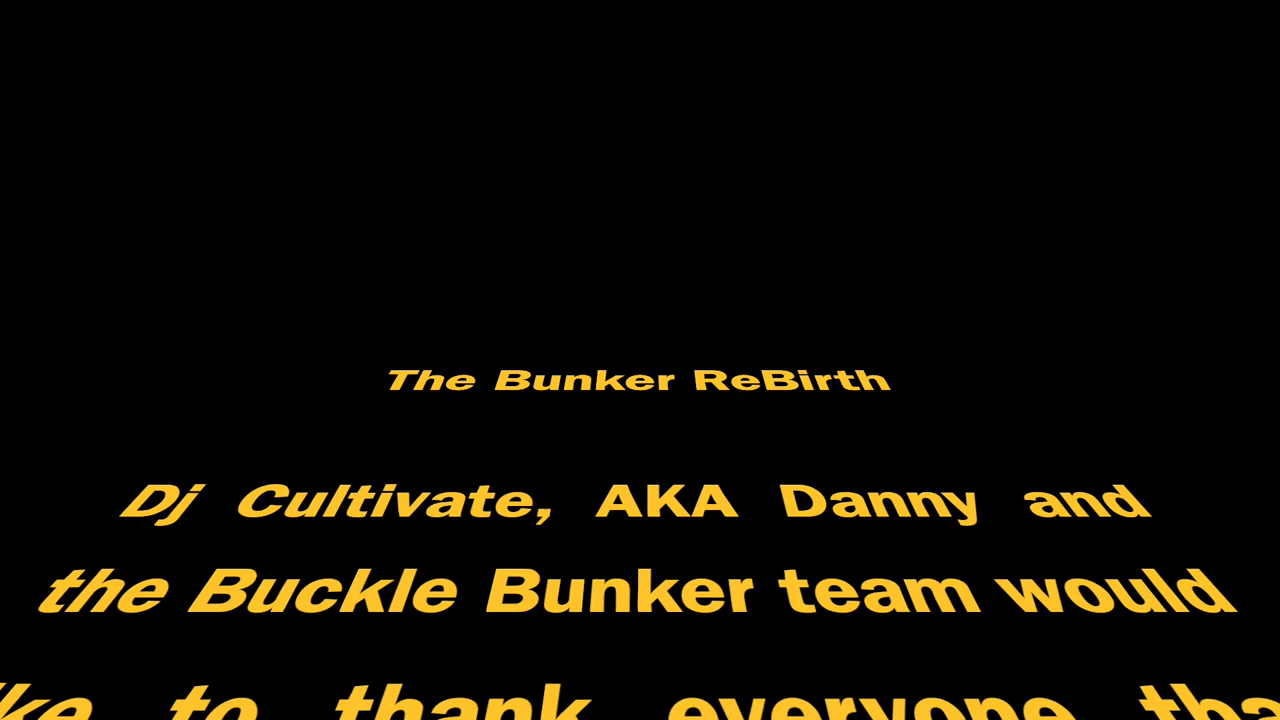 The Bunker ReBirth
Dj Cultivate, AKA Danny and
the Buckle Bunker team would
to thank everyone